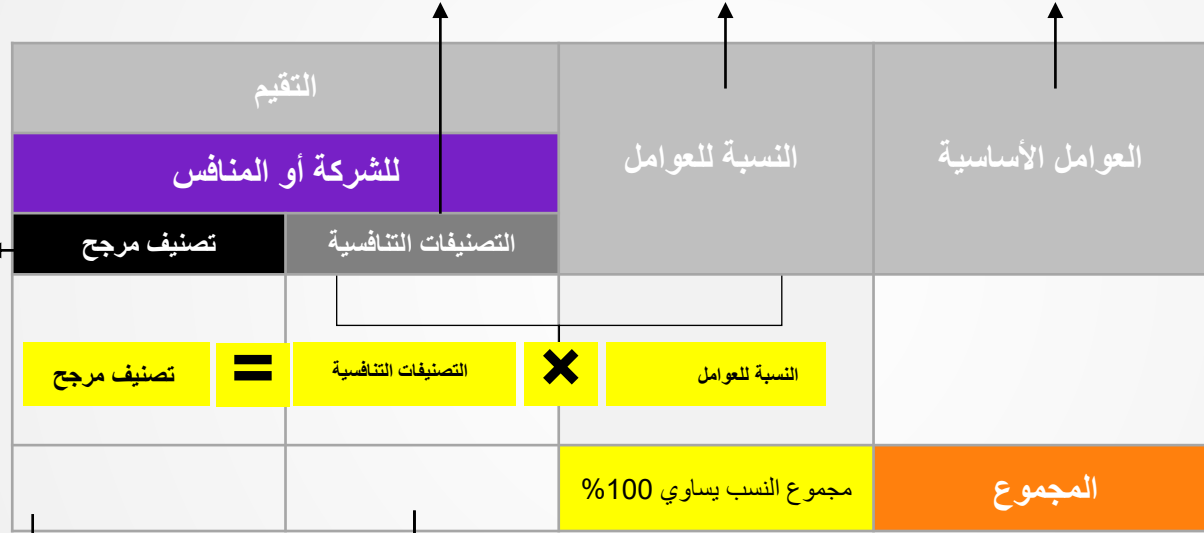 العوامل الأساسية
النسبة للعوامل
التقيم
للشركة أو المنافس
التصنيفات التنافسية
تصنيف مرجح
النسبة للعوامل × التصنيفات التنافسية = تصنيف مرجح
المجموع
مجموع النسب يساوي 100%